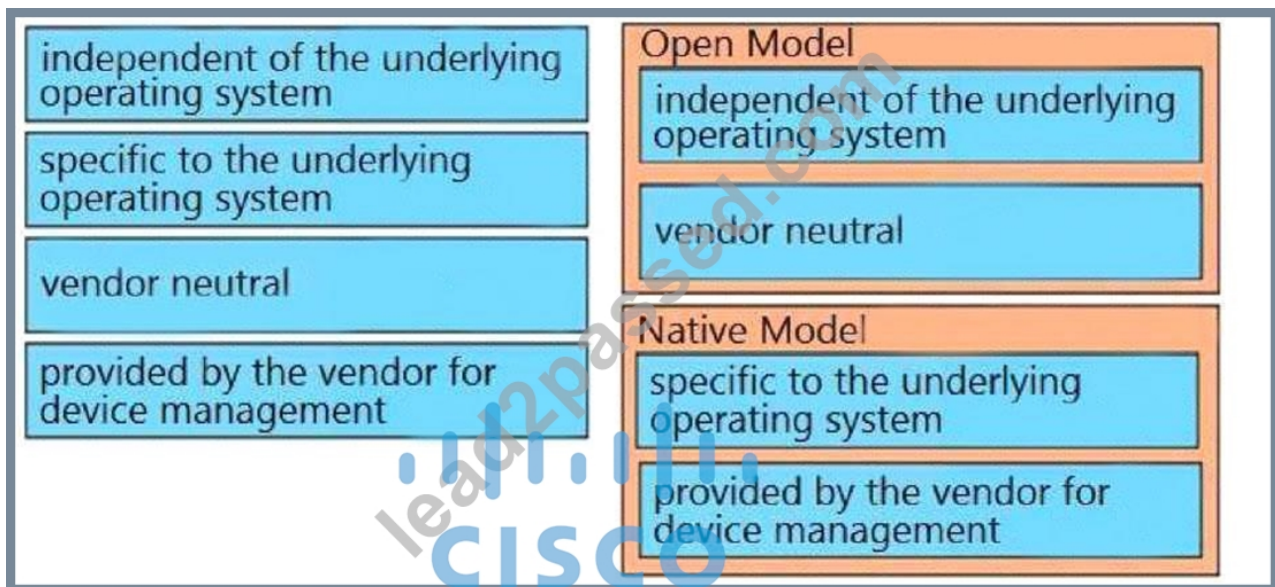 independent of the underlying
operating system
specific to the underlying
operating system
vendor neutral
provided by the vendor for
device management
Open Model
independent of the underlying
operating system
vendor neutral
Native Model
specific to the underlying
operating system
provided by the vendor for
device management
lead2passed.com
CISCO